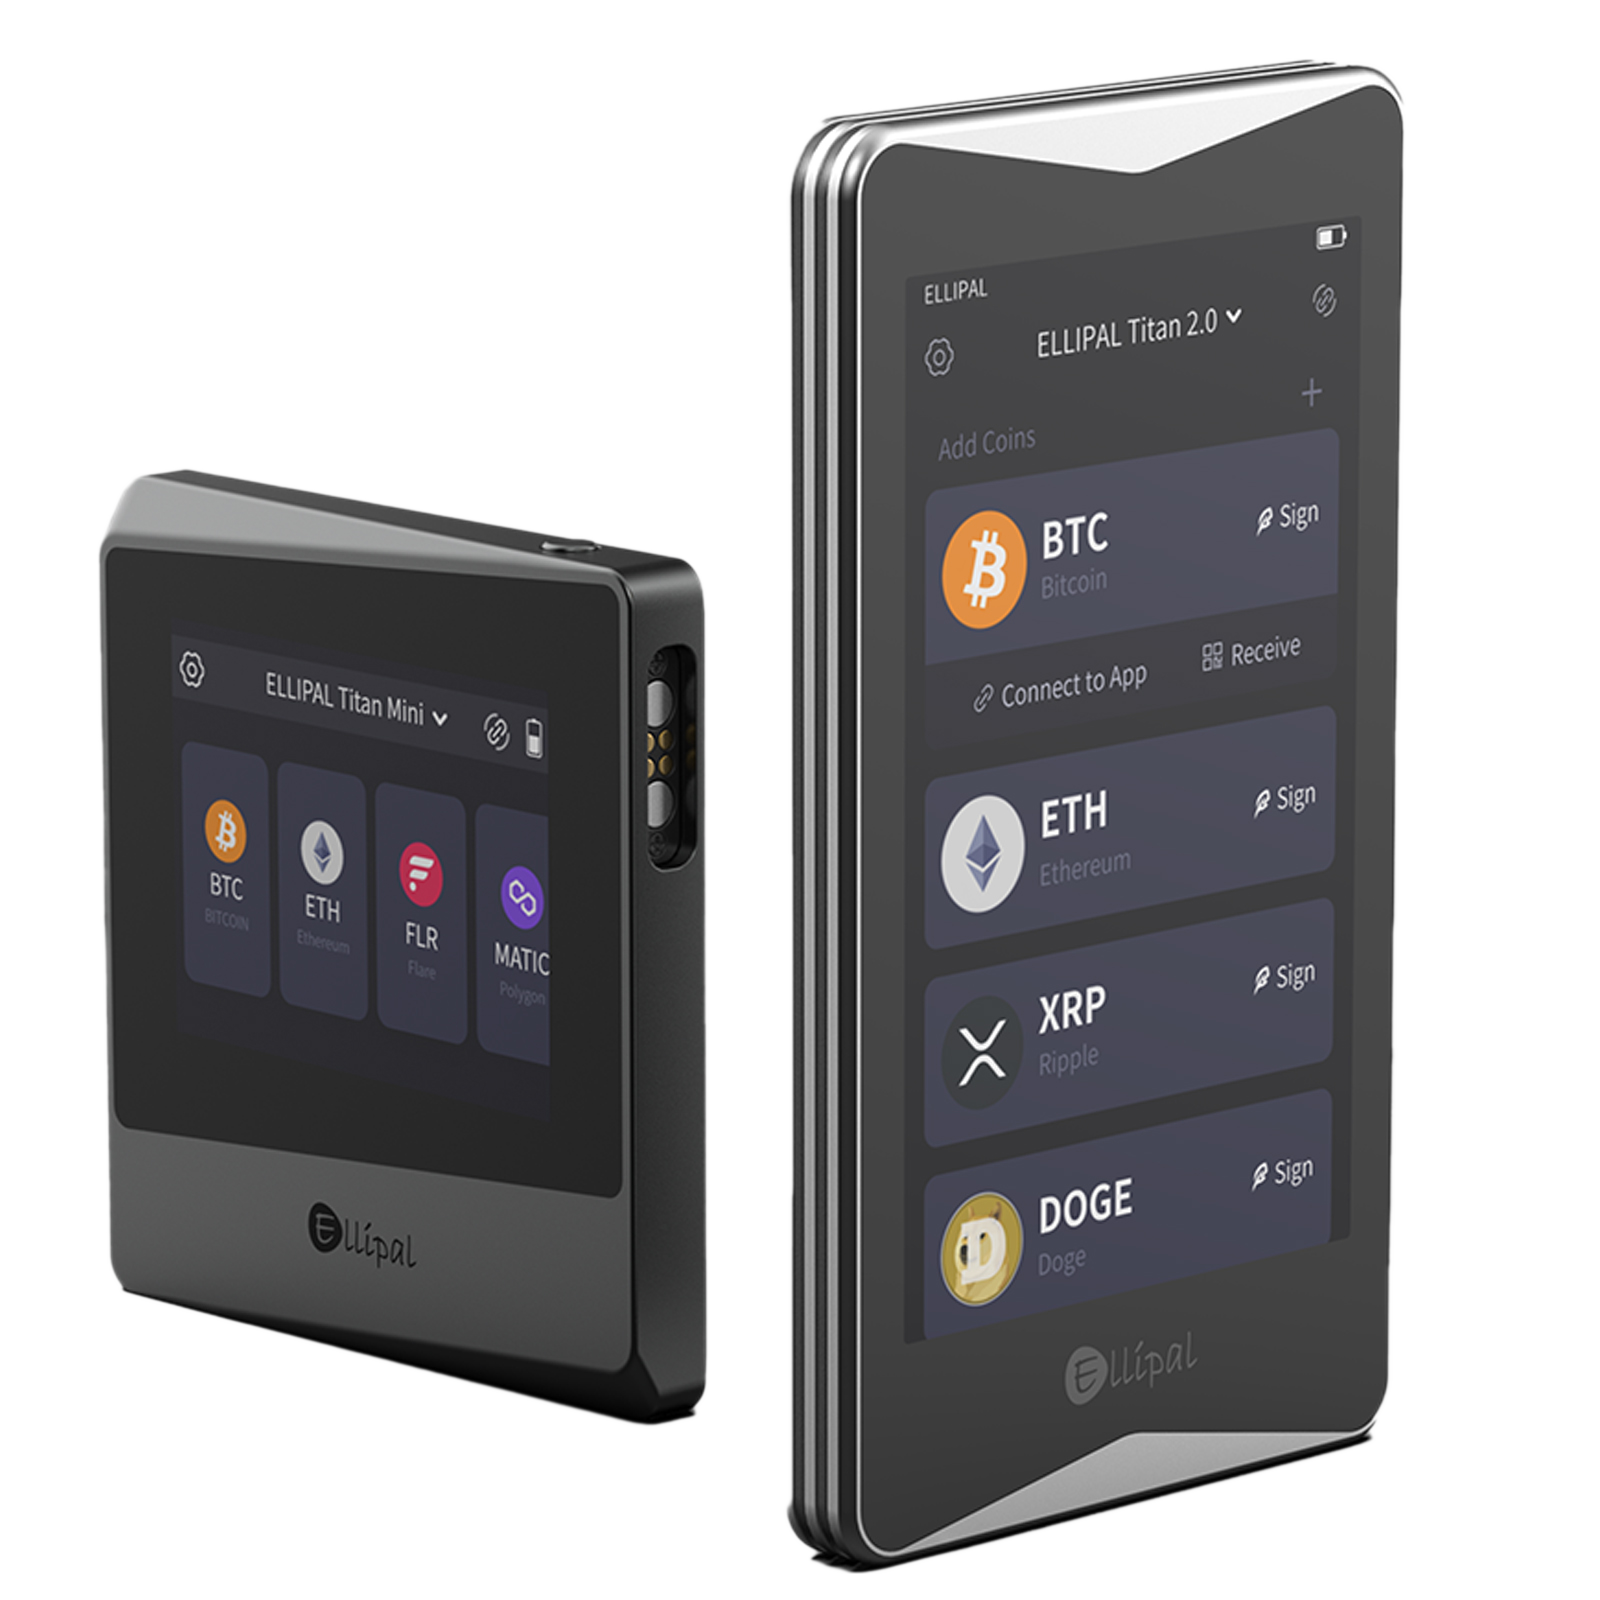 ELLIPAL Titan Mini
BTC
BITCOIN
ETH
Ethereum
FLR
Flare
MATIC
Polygon
Ellipal
ELLIPAL
ELLIPAL Titan 2.0
Add Coins
BTC
Bitcoin
Sign
Connect to App
Receive
ETH
Ethereum
Sign
XRP
Ripple
Sign
DOGE
Doge
Sign
Ellipal